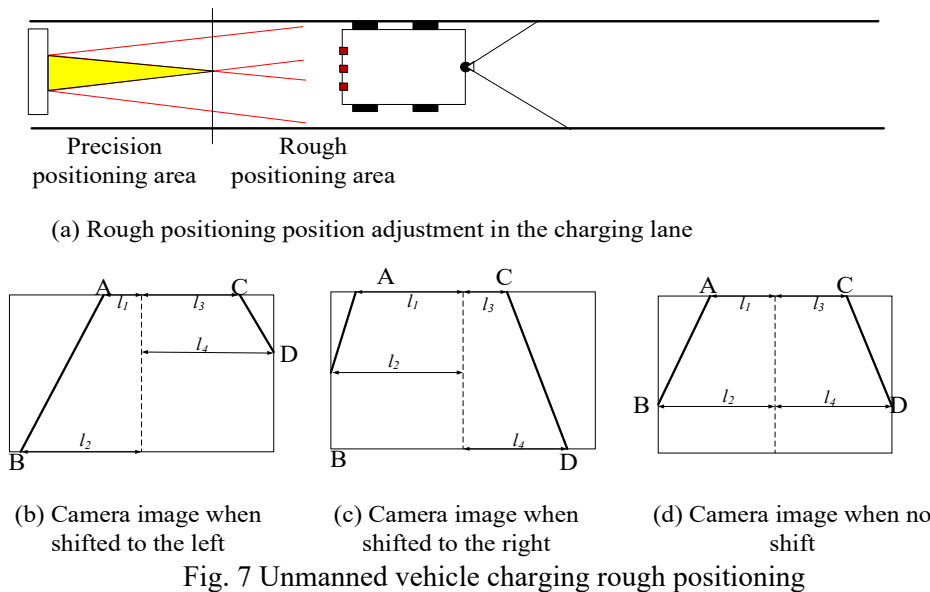 Precision
positioning area
Rough
positioning area
(a) Rough positioning position adjustment in the charging lane
A
C
l1
l3
l4
D
l2
B
A
C
l1
l3
l2
l4
B
D
A
C
l1
l3
B
l2
l4
D
(b) Camera image when
shifted to the left
(c) Camera image when
shifted to the right
(d) Camera image when no
shift
Fig. 7 Unmanned vehicle charging rough positioning